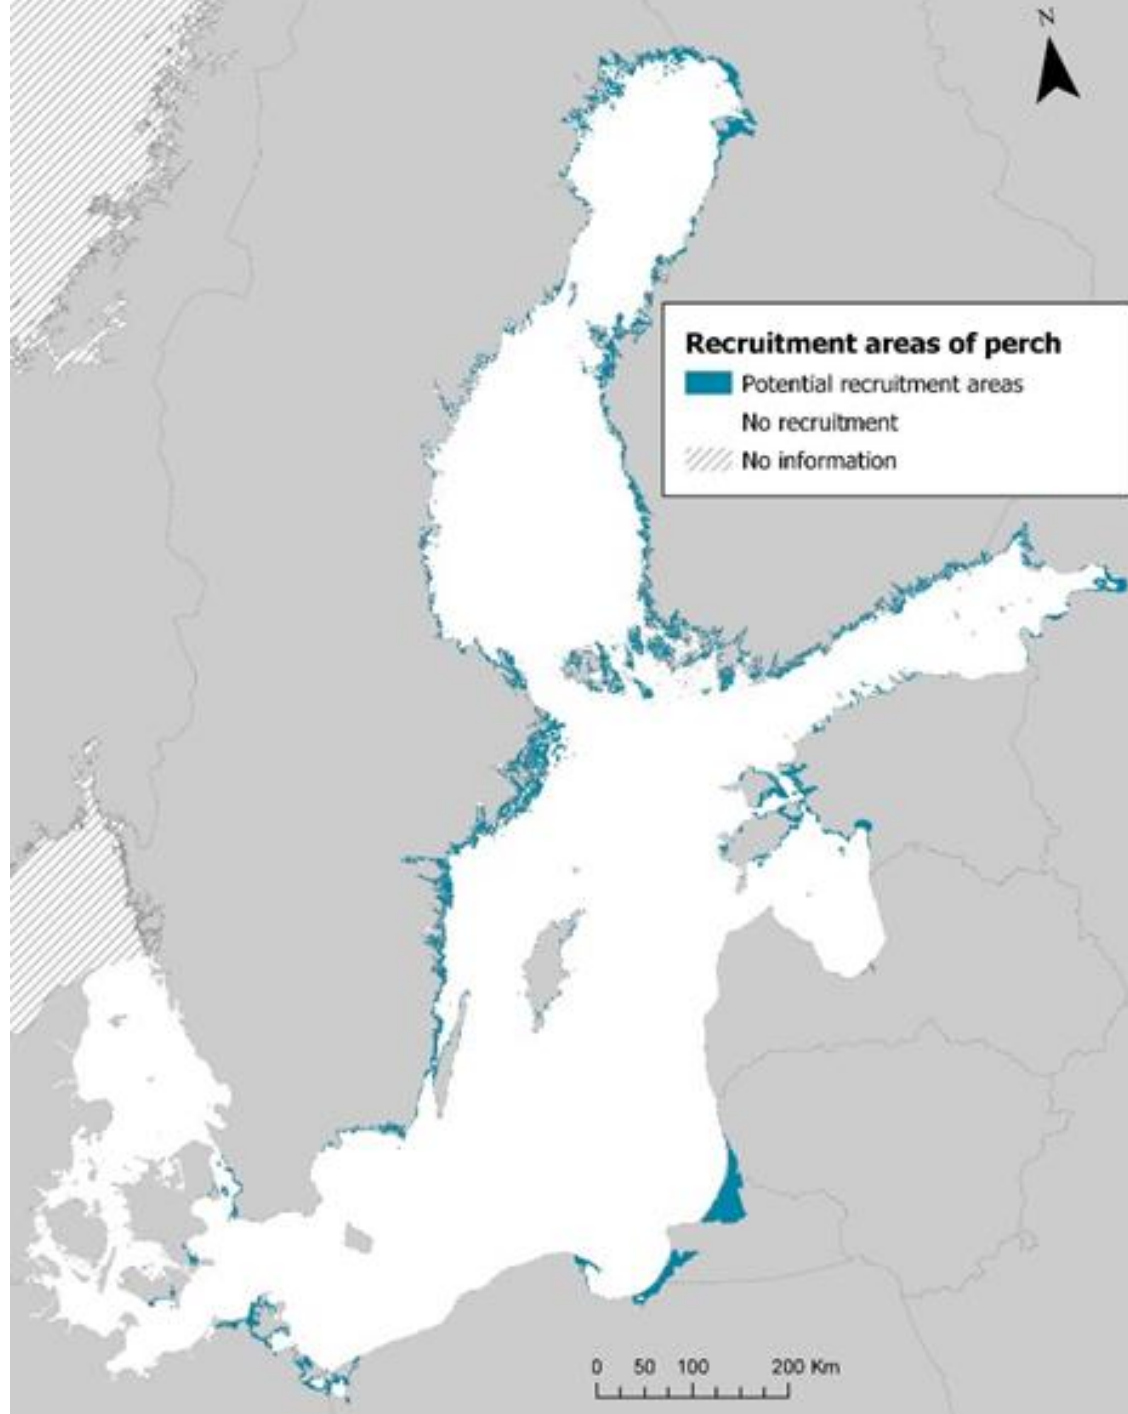 N
Recruitment areas of perch
Potential recruitment areas
No recruitment
No information
0 50 100 200 Km